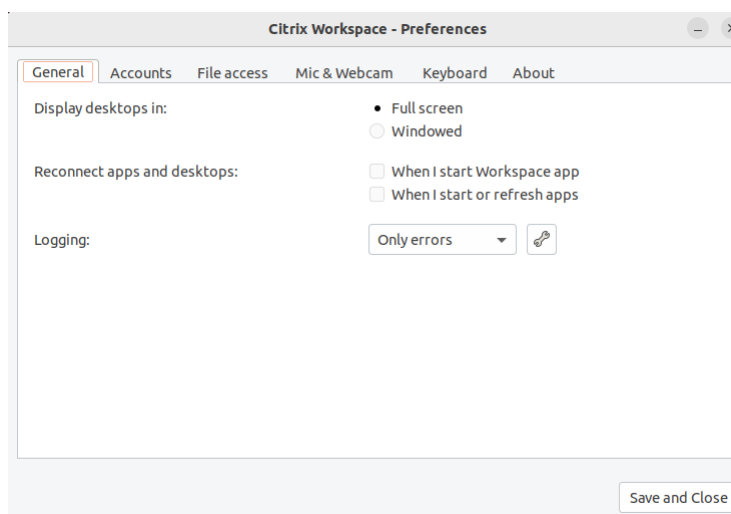 Citrix Workspace - Preferences
General Accounts File access Mic & Webcam Keyboard About
Display desktops in: Full screen
Windowed
Reconnect apps and desktops: When I start Workspace app
When I start or refresh apps
Logging: Only errors
Save and Close